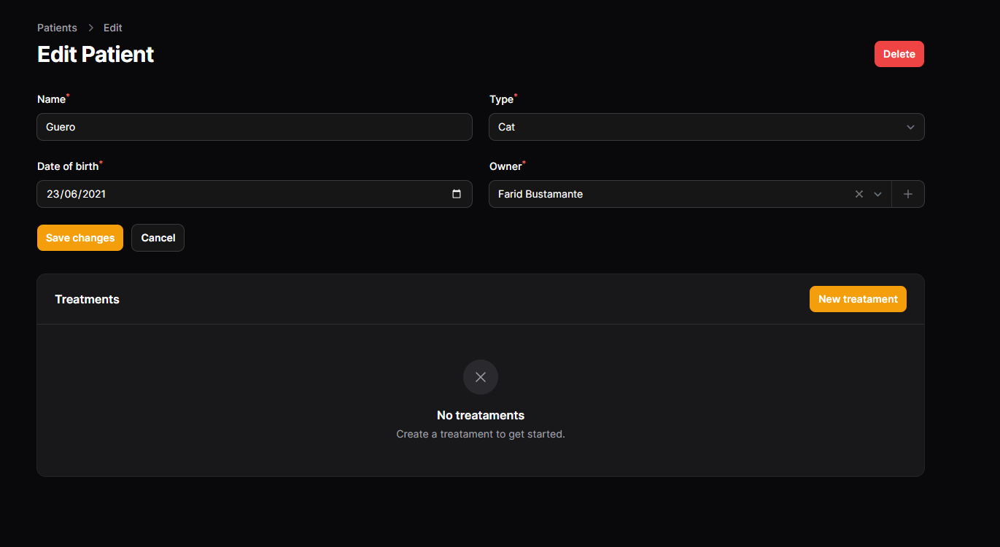 Patients > Edit
Edit Patient
Delete
Name*
Type*
Guero
Cat
Date of birth*
Owner*
23/06/2021
Farid Bustamante
Save changes
Cancel
Treatments
New treatament
No treataments
Create a treatament to get started.